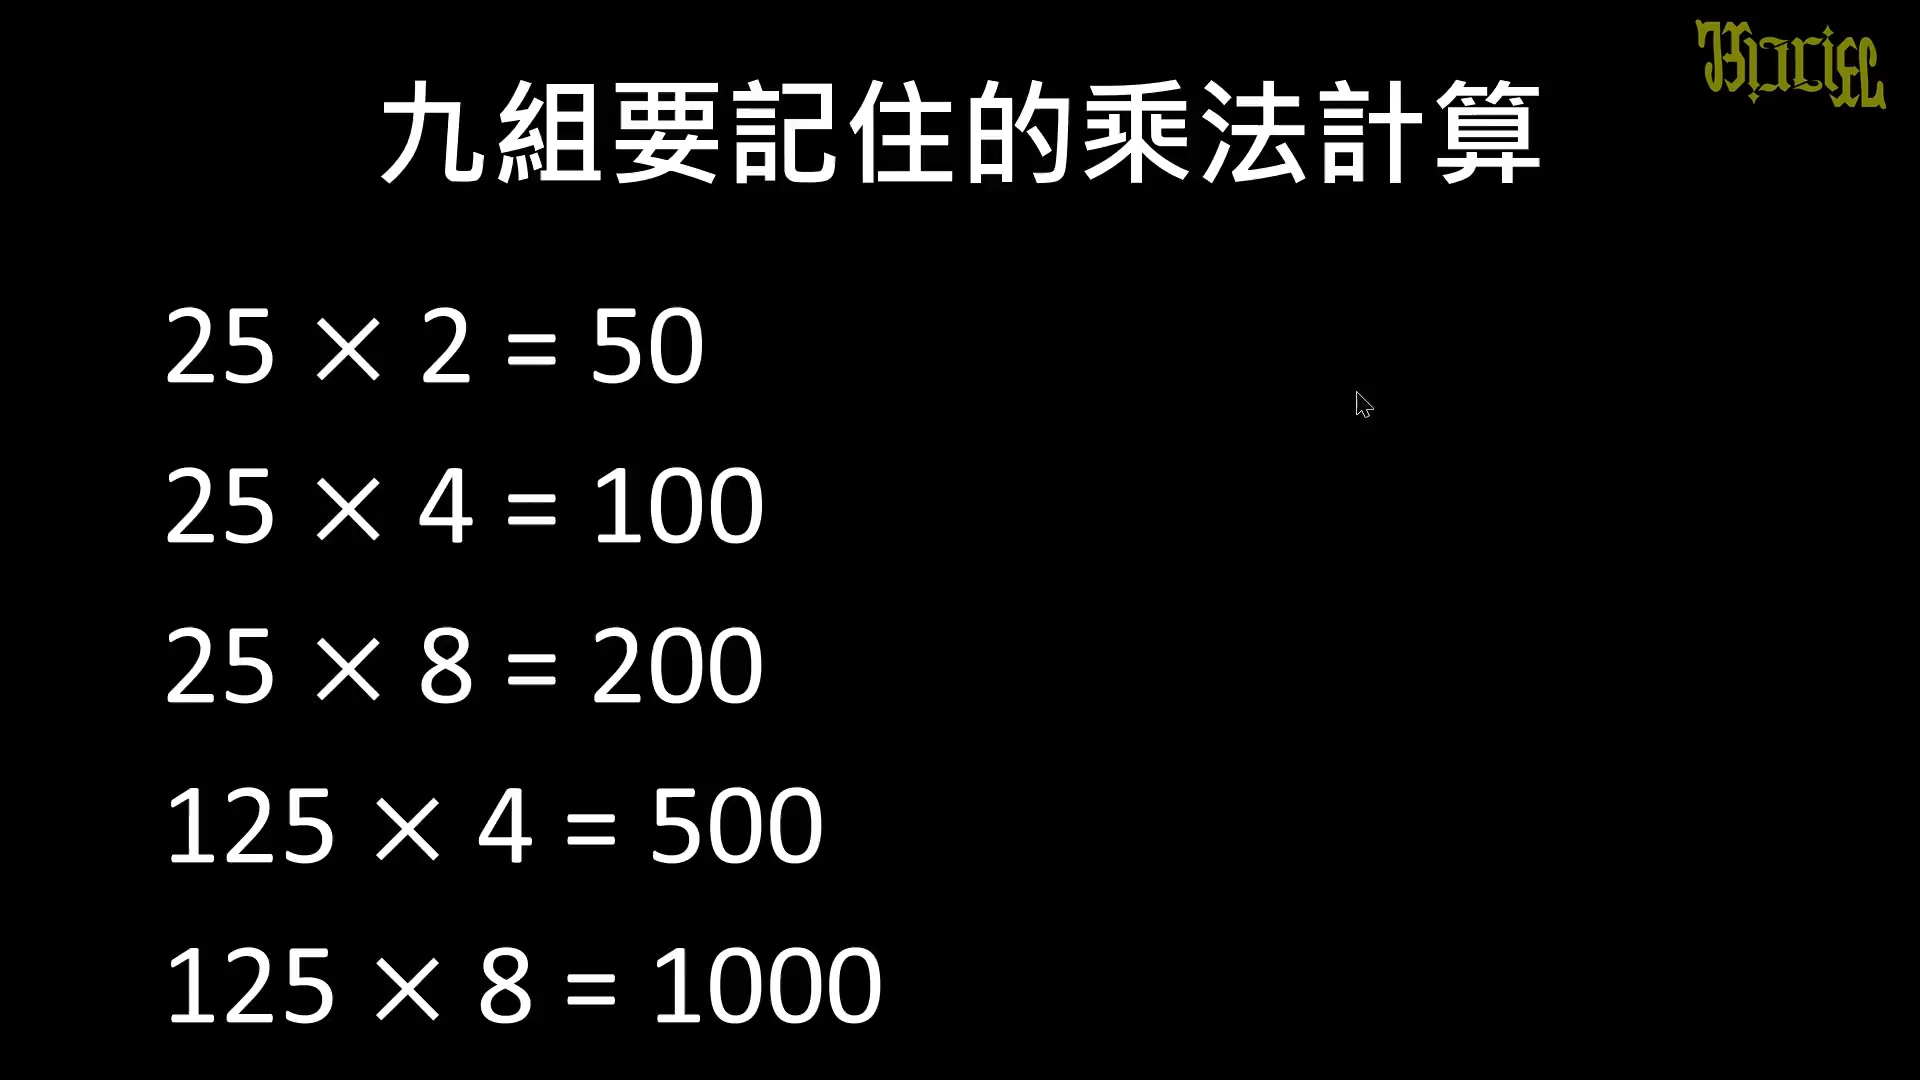 九組要記住的乘法計算
25 × 2 = 50
25 × 4 = 100
25 × 8 = 200
125 × 4 = 500
125 × 8 = 1000